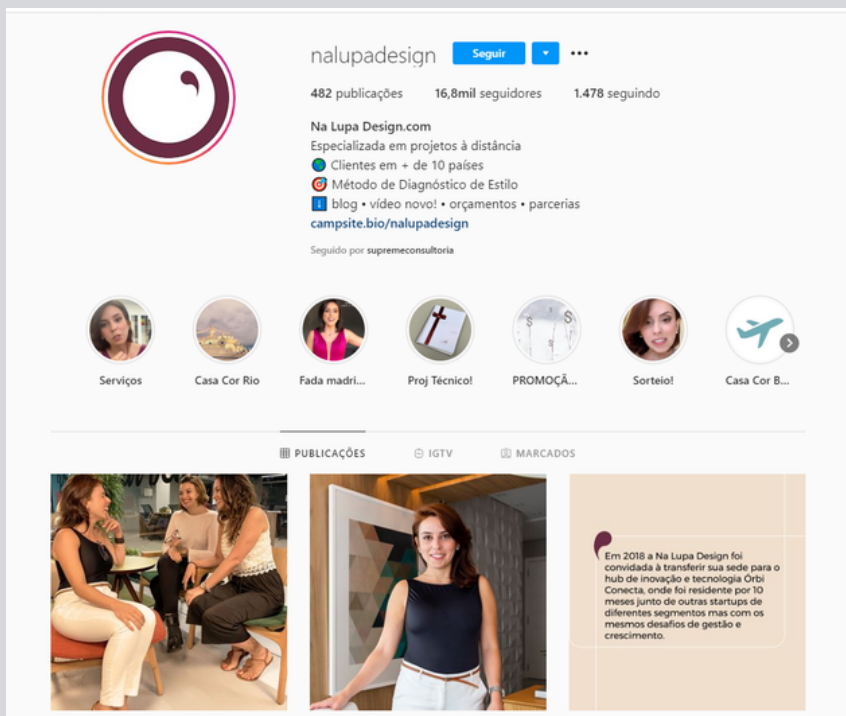 nalupadesign Seguir
482 publicações 16,8mil seguidores 1.478 seguindo
Na Lupa Design.com
Especializada em projetos à distância
Clientes em + de 10 países
Método de Diagnóstico de Estilo
blog • vídeo novo! • orçamentos • parcerias
campsite.bio/nalupadesign
Seguido por supremeconsultoria
Serviços Casa Cor Rio Fada madri... Proj Técnico! PROMOÇÃ... Sorteio! Casa Cor B...
PUBLICAÇÕES IGTV MARCADOS
Em 2018 a Na Lupa Design foi
convidada à transferir sua sede para o
hub de inovação e tecnologia Órbi
Conecta, onde foi residente por 10
meses junto de outras startups de
diferentes segmentos mas com os
mesmos desafios de gestão e
crescimento.